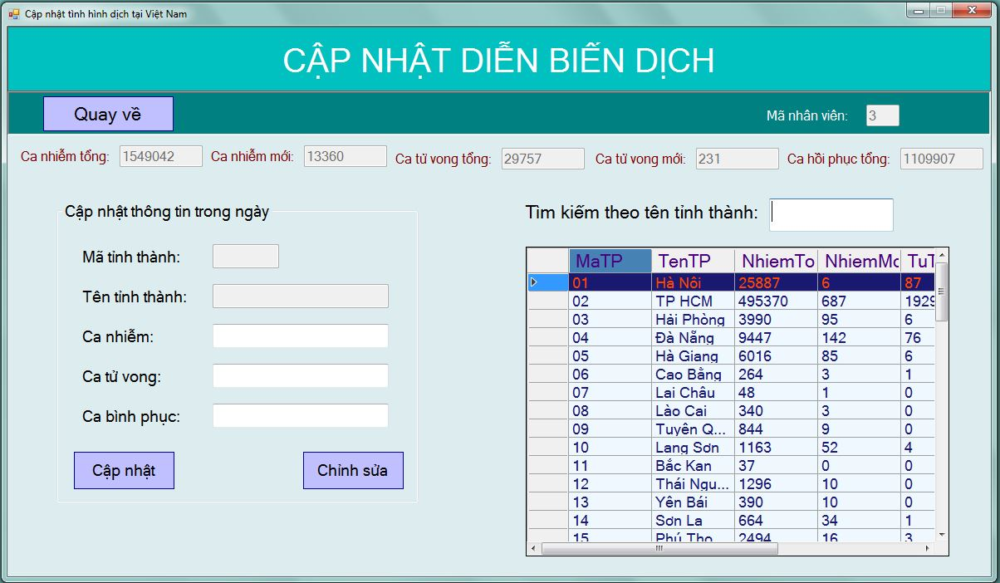 Cập nhật tình hình dịch tại Việt Nam
CẬP NHẬT DIỄN BIẾN DỊCH
Quay về
Mã nhân viên: 3
Ca nhiễm tổng: 1549042 Ca nhiễm mới: 13360 Ca tử vong tổng: 29757 Ca tử vong mới: 231 Ca hồi phục tổng: 1109907
Cập nhật thông tin trong ngày
Mã tỉnh thành:
Tên tỉnh thành:
Ca nhiễm:
Ca tử vong:
Ca bình phục:
Cập nhật Chỉnh sửa
Tìm kiếm theo tên tỉnh thành:
MaTP TenTP NhiemTo NhiemMo TuT
01 Hà Nôi 25887 6 87
02 TP HCM 495370 687 1929
03 Hải Phòng 3990 95 6
04 Đà Nẵng 9447 142 76
05 Hà Giang 6016 85 6
06 Cao Bằng 264 3 1
07 Lai Châu 48 1 0
08 Lào Cai 340 3 0
09 Tuyên Q... 844 9 0
10 Lang Sơn 1163 52 4
11 Bắc Kan 37 0 0
12 Thái Ngu... 1296 10 0
13 Yên Bái 390 10 0
14 Sơn La 664 34 1
15 Phú Tho 2494 16 3